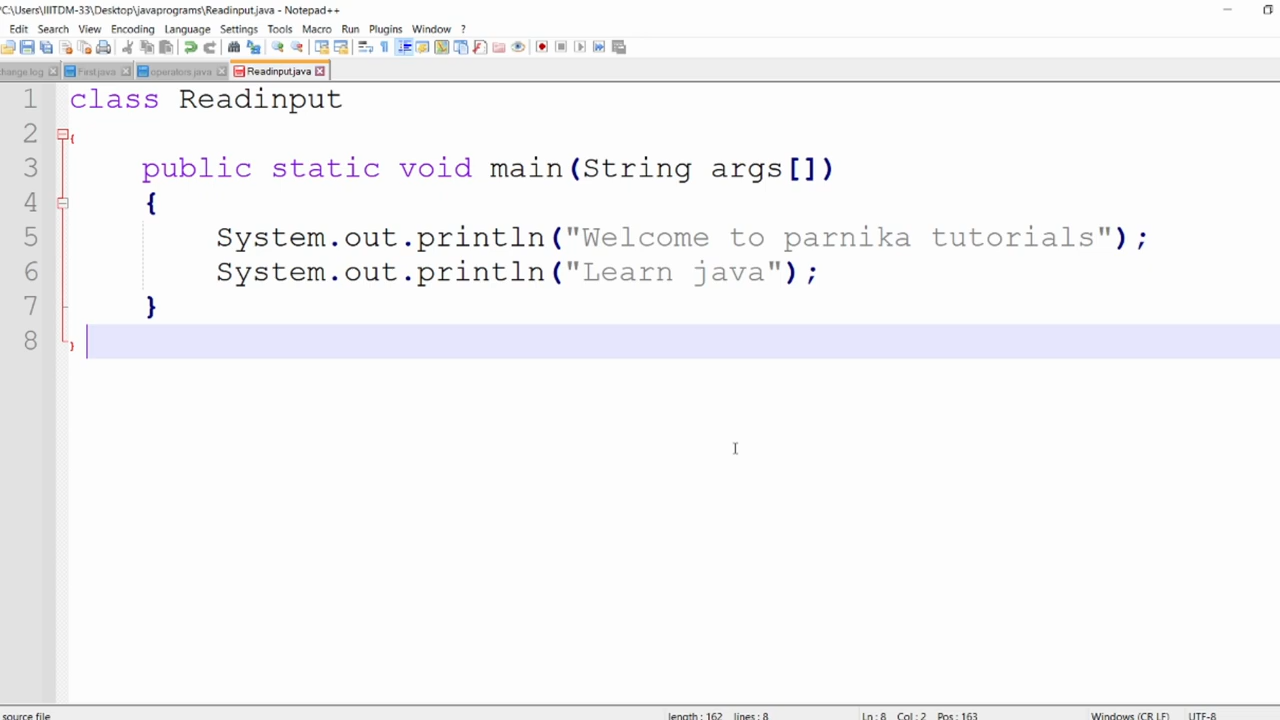 *C:\Users\IIITDM-33\Desktop\javaprograms\Readinput.java - Notepad++
Edit Search View Encoding Language Settings Tools Macro Run Plugins Window ?
change.log First.java operators.java Readinput.java
1 class Readinput
2 {
3 public static void main(String args[])
4 {
5 System.out.println("Welcome to parnika tutorials");
6 System.out.println("Learn java");
7 }
8 }
source file length : 162 lines : 8 Ln : 8 Col : 2 Pos : 163 Windows (CR LF) UTF-8